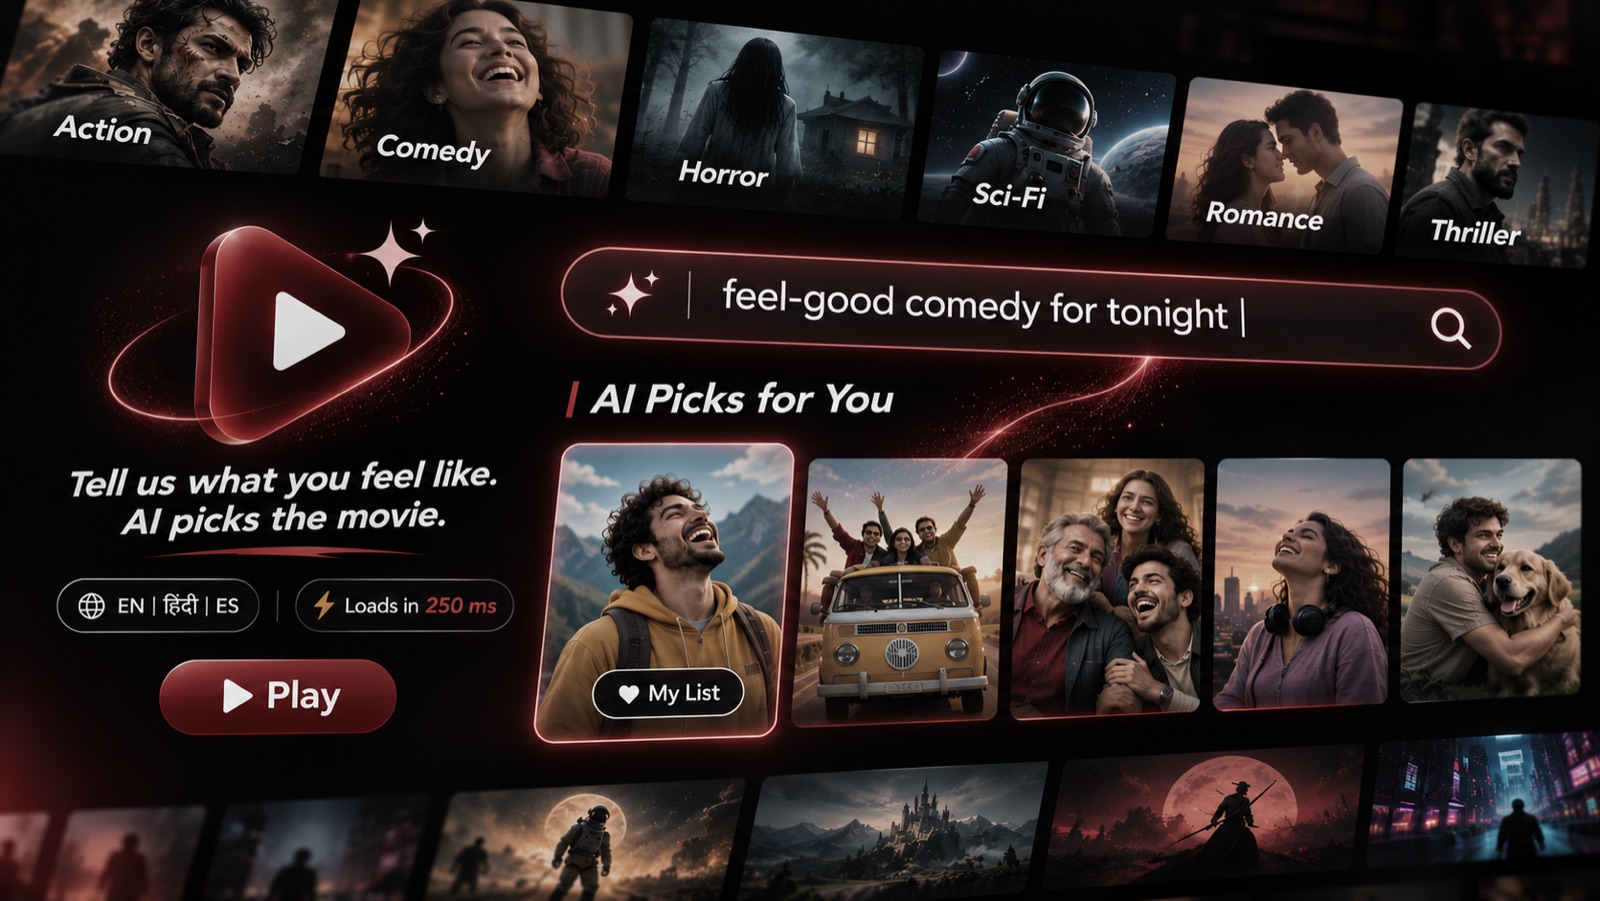 Action
Comedy
Horror
Sci-Fi
Romance
Thriller
feel-good comedy for tonight |
AI Picks for You
Tell us what you feel like.
AI picks the movie.
EN | हिंदी | ES
Loads in 250 ms
Play
My List